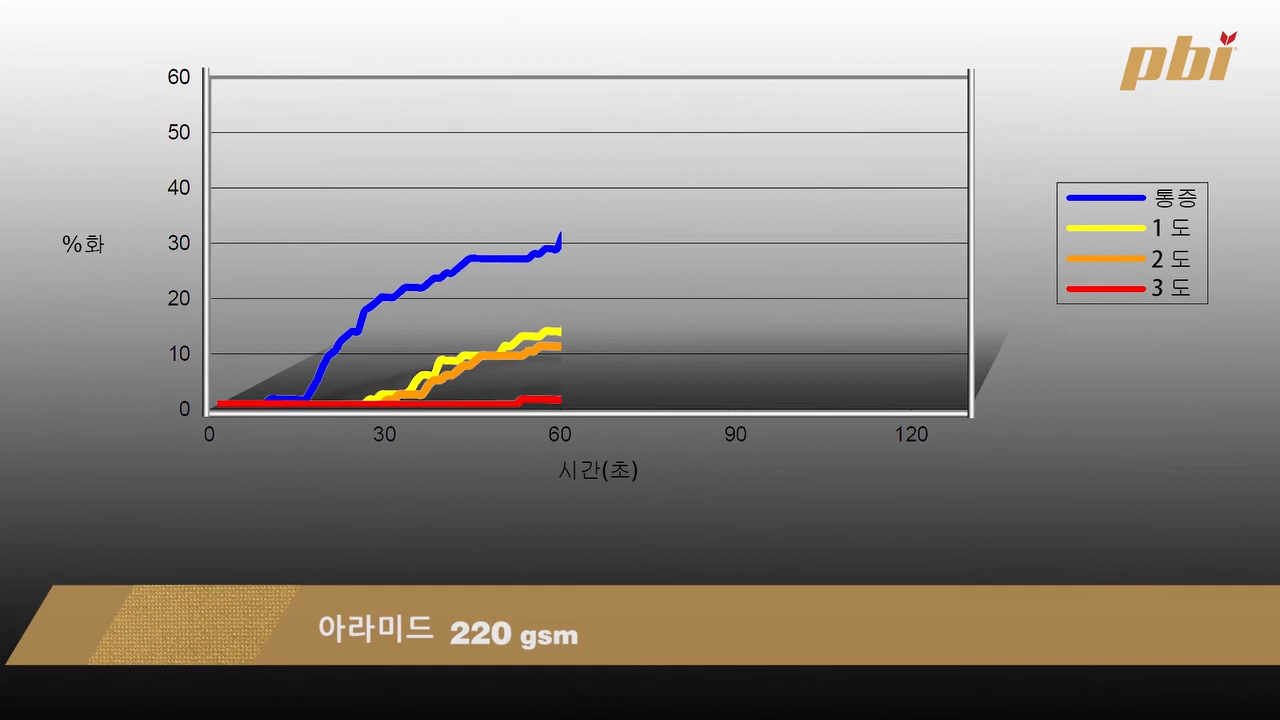 pbi
60
50
40
30
20
10
0
%화
0 30 60 90 120
시간(초)
통증
1 도
2 도
3 도
아라미드 220 gsm